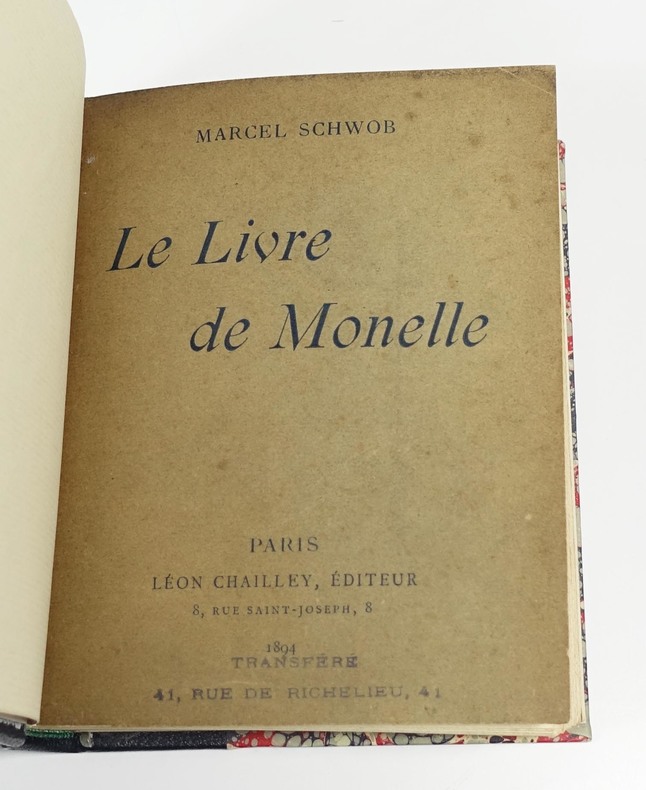 MARCEL SCHWOB
Le Livre
de Monelle
PARIS
LÉON CHAILLEY, ÉDITEUR
8, RUE SAINT-JOSEPH, 8
1894
TRANSFÉRÉ
41, RUE DE RICHELIEU, 41